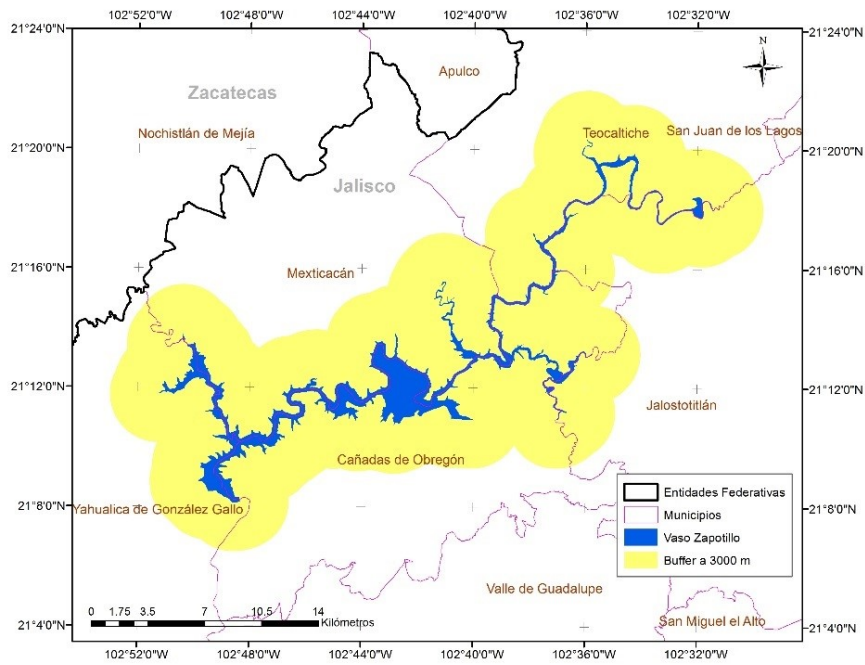 102°52'0"W 102°48'0"W 102°44'0"W 102°40'0"W 102°36'0"W 102°32'0"W
21°24'0"N 21°24'0"N
N
Apulco
Zacatecas
Nochistlán de Mejía
Teocaltiche
San Juan de los Lagos
21°20'0"N 21°20'0"N
Jalisco
Mexticacán
21°16'0"N 21°16'0"N
21°12'0"N 21°12'0"N
Jalostotitlán
Cañadas de Obregón
21°8'0"N 21°8'0"N
Yahualica de González Gallo
Entidades Federativas
Municipios
Vaso Zapotillo
Buffer a 3000 m
Valle de Guadalupe
San Miguel el Alto
0 1.75 3.5 7 10.5 14
Kilómetros
21°4'0"N 21°4'0"N
102°52'0"W 102°48'0"W 102°44'0"W 102°40'0"W 102°36'0"W 102°32'0"W